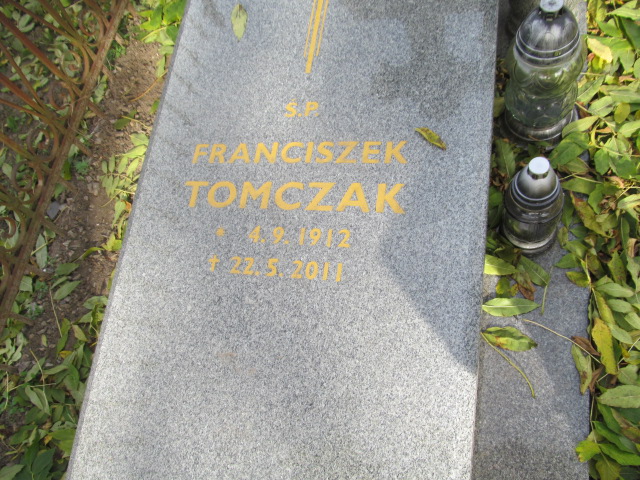 Ś.P.
FRANCISZEK
TOMCZAK
* 4.9.1912
† 22.5.2011